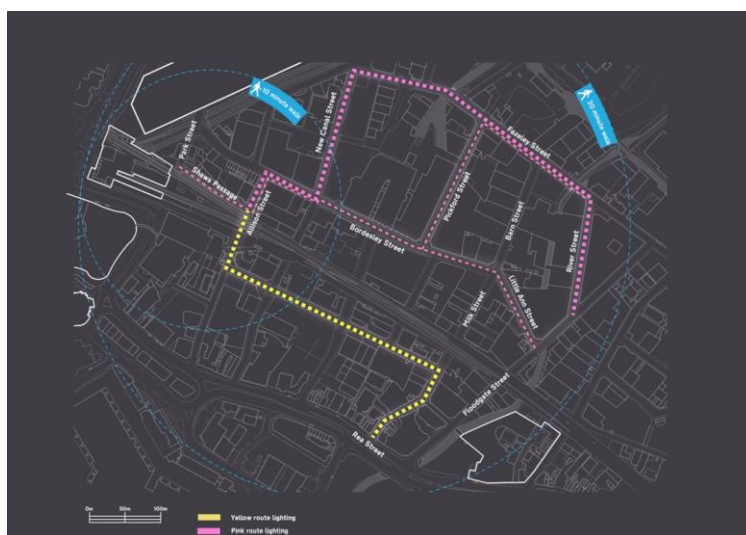 10 minute walk
20 minute walk
Park Street
New Canal Street
Fazeley Street
Shaws Passage
Allison Street
Pickford Street
Bordesley Street
Barn Street
River Street
Milk Street
Little Ann Street
Floodgate Street
Rea Street
0m 50m 100m
Yellow route lighting
Pink route lighting